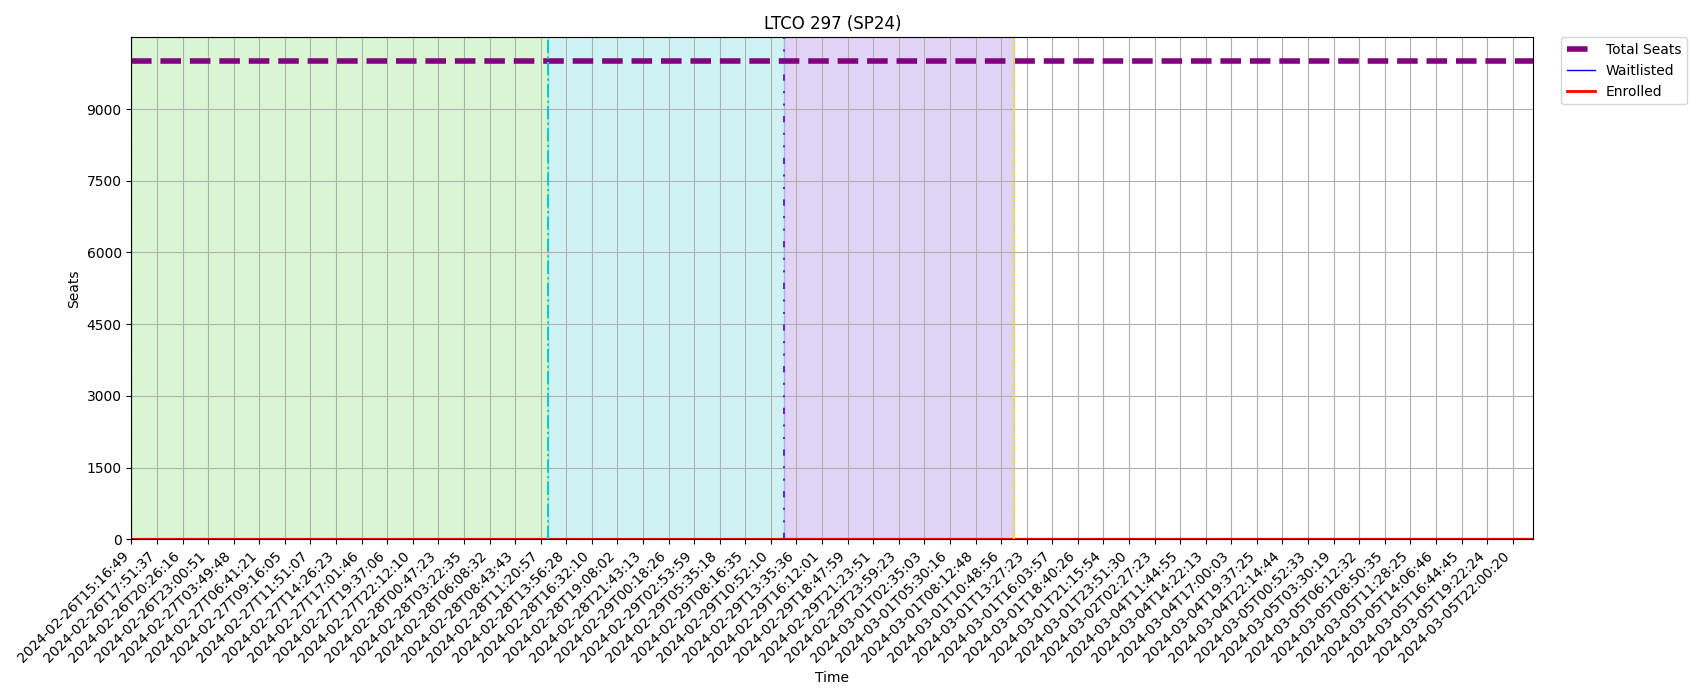 LTCO 297 (SP24)
Total Seats
Waitlisted
Enrolled
9000
7500
6000
4500
3000
1500
0
Seats
2024-02-26T15:16:49
2024-02-26T17:51:37
2024-02-26T20:26:16
2024-02-26T23:00:51
2024-02-27T03:49:48
2024-02-27T06:41:21
2024-02-27T09:16:05
2024-02-27T11:51:07
2024-02-27T14:26:23
2024-02-27T17:01:46
2024-02-27T19:37:06
2024-02-27T22:12:10
2024-02-28T00:47:23
2024-02-28T03:22:35
2024-02-28T06:08:32
2024-02-28T08:43:43
2024-02-28T11:20:57
2024-02-28T13:56:28
2024-02-28T16:32:10
2024-02-28T19:08:02
2024-02-28T21:43:13
2024-02-29T00:18:26
2024-02-29T02:53:59
2024-02-29T05:35:18
2024-02-29T08:16:35
2024-02-29T10:52:10
2024-02-29T13:35:36
2024-02-29T16:12:01
2024-02-29T18:47:59
2024-02-29T21:23:51
2024-02-29T23:59:23
2024-03-01T02:35:03
2024-03-01T05:30:16
2024-03-01T08:12:48
2024-03-01T10:48:56
2024-03-01T13:27:23
2024-03-01T16:03:57
2024-03-01T18:40:26
2024-03-01T21:15:54
2024-03-01T23:51:30
2024-03-02T02:27:23
2024-03-04T11:44:55
2024-03-04T14:22:13
2024-03-04T17:00:03
2024-03-04T19:37:25
2024-03-04T22:14:44
2024-03-05T00:52:33
2024-03-05T03:30:19
2024-03-05T06:12:32
2024-03-05T08:50:35
2024-03-05T11:28:25
2024-03-05T14:06:46
2024-03-05T16:44:45
2024-03-05T19:22:24
2024-03-05T22:00:20
Time